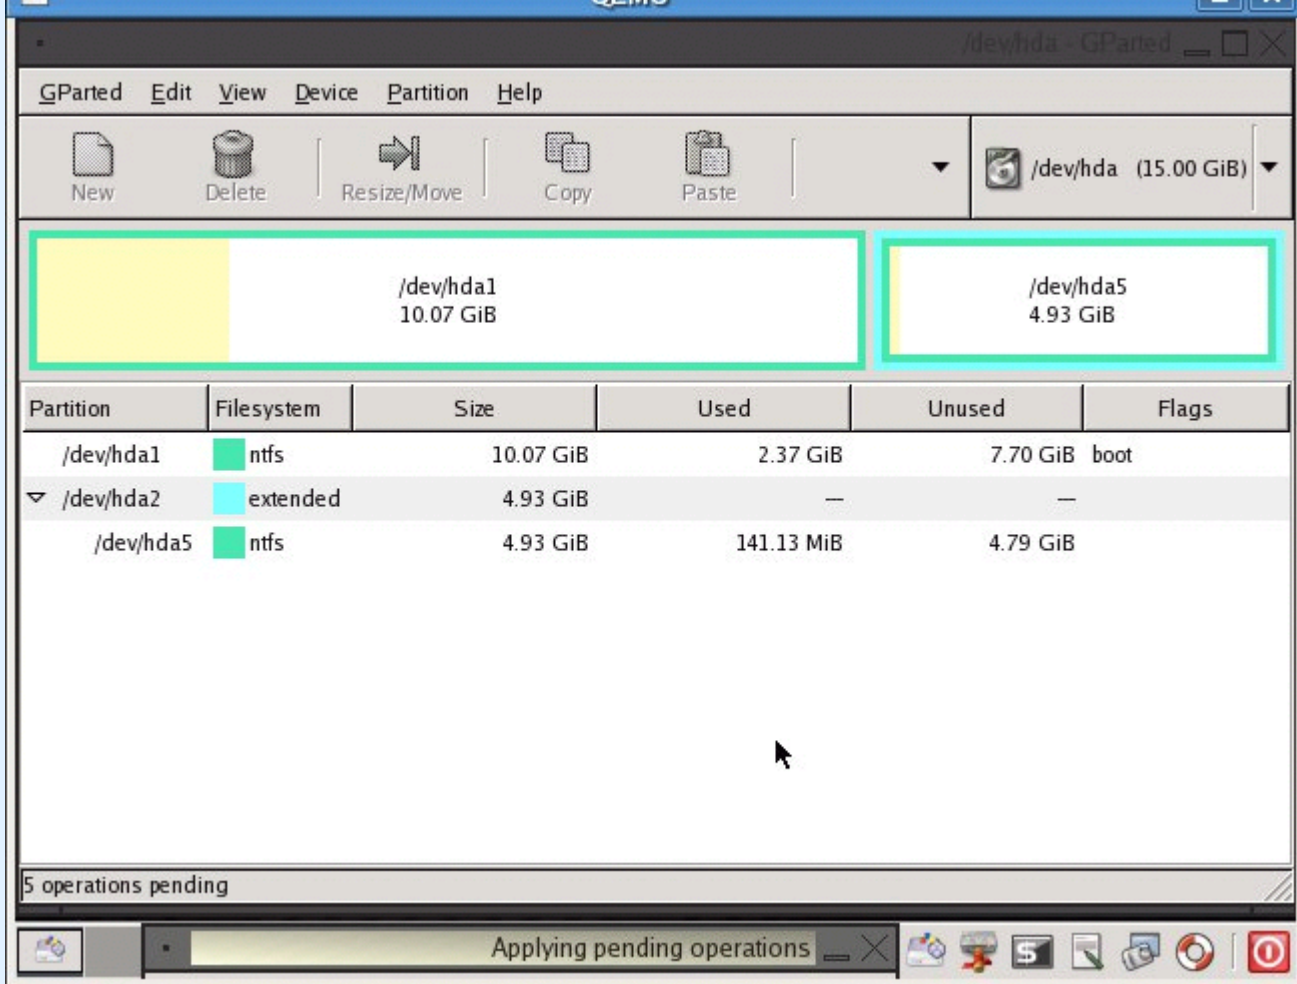 QEMU
/dev/hda - GParted
GParted Edit View Device Partition Help
New Delete Resize/Move Copy Paste /dev/hda (15.00 GiB)
/dev/hda1
10.07 GiB
/dev/hda5
4.93 GiB
Partition Filesystem Size Used Unused Flags
/dev/hda1 ntfs 10.07 GiB 2.37 GiB 7.70 GiB boot
/dev/hda2 extended 4.93 GiB — —
/dev/hda5 ntfs 4.93 GiB 141.13 MiB 4.79 GiB
5 operations pending
Applying pending operations